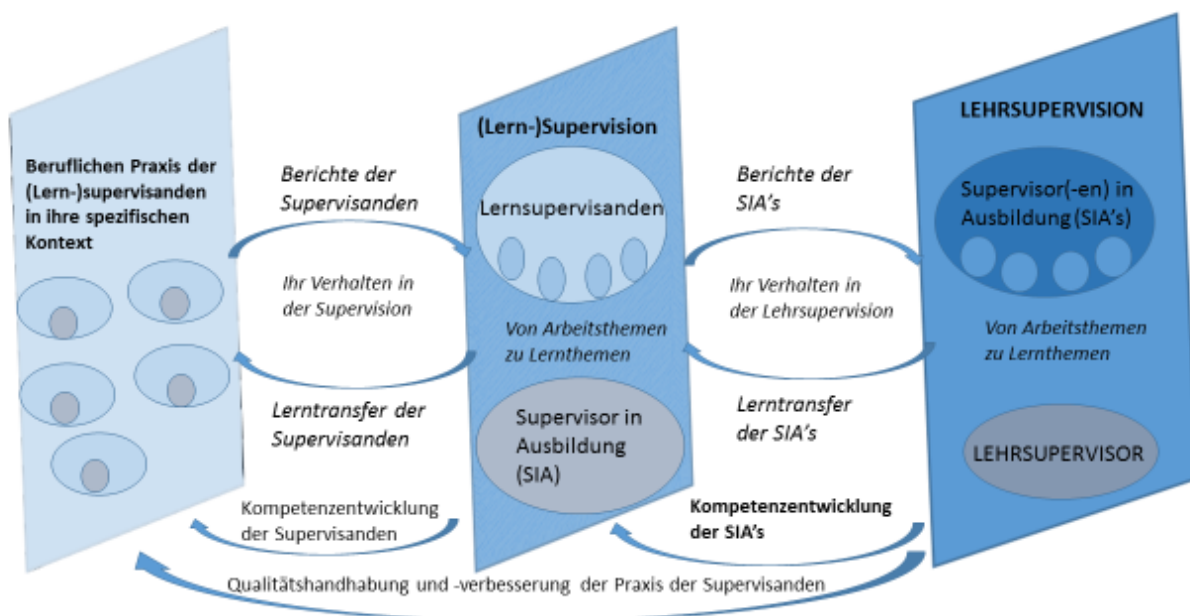 Beruflichen Praxis der
(Lern-)supervisanden
in ihre spezifischen
Kontext
Berichte der
Supervisanden
Ihr Verhalten in
der Supervision
Lerntransfer der
Supervisanden
Kompetenzentwicklung
der Supervisanden
(Lern-)Supervision
Lernsupervisanden
Von Arbeitsthemen
zu Lernthemen
Supervisor in
Ausbildung
(SIA)
Berichte der
SIA's
Ihr Verhalten in
der Lehrsupervision
Lerntransfer
der SIA's
Kompetenzentwicklung
der SIA's
LEHRSUPERVISION
Supervisor(-en) in
Ausbildung (SIA's)
Von Arbeitsthemen
zu Lernthemen
LEHRSUPERVISOR
Qualitätshandhabung und -verbesserung der Praxis der Supervisanden